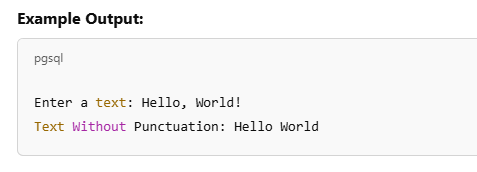 Example Output:
pgsql
Enter a text: Hello, World!
Text Without Punctuation: Hello World